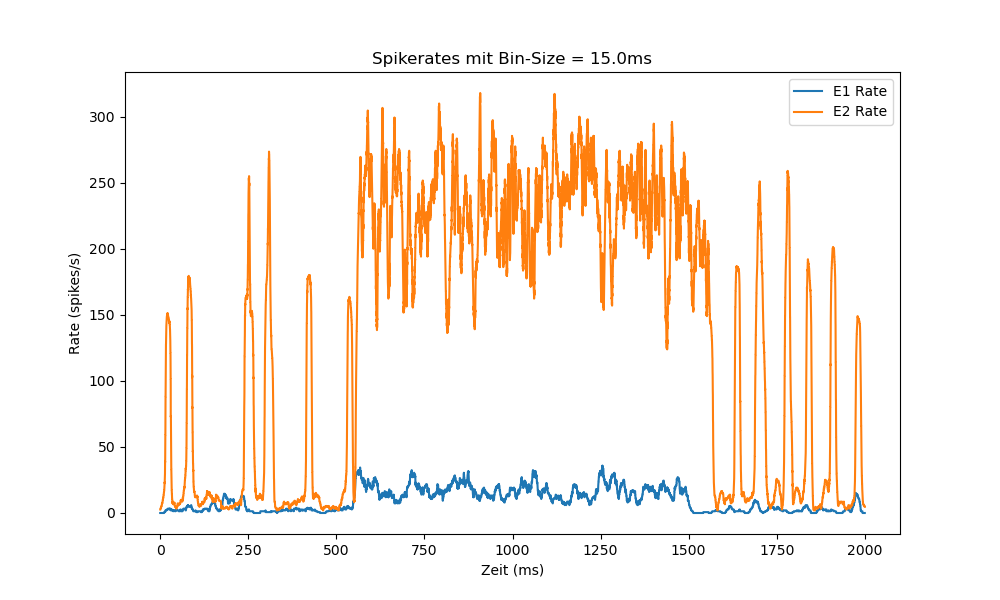 Spikerates mit Bin-Size = 15.0ms
E1 Rate
E2 Rate
300
250
200
150
100
50
0
Rate (spikes/s)
0 250 500 750 1000 1250 1500 1750 2000
Zeit (ms)